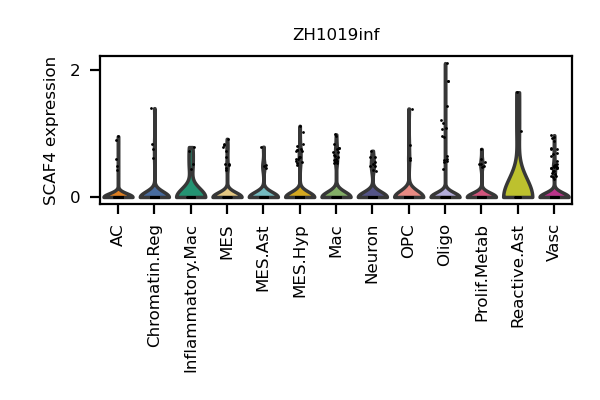 ZH1019inf
SCAF4 expression
2
0
AC
Chromatin.Reg
Inflammatory.Mac
MES
MES.Ast
MES.Hyp
Mac
Neuron
OPC
Oligo
Prolif.Metab
Reactive.Ast
Vasc